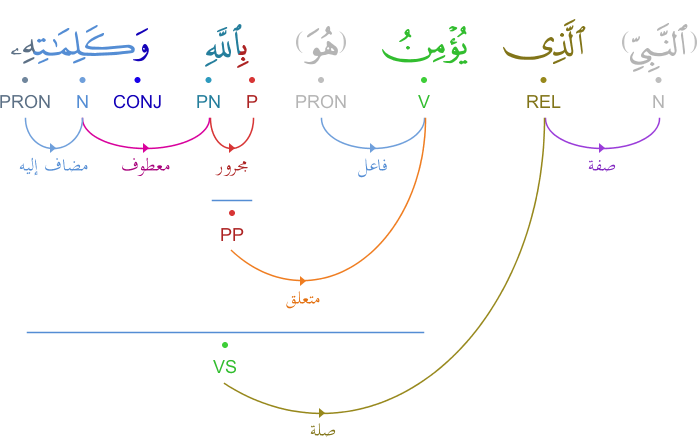 (ٱلنَّبِىِّ) ٱلَّذِى يُؤْمِنُ (هُوَ) بِٱللَّهِ وَكَلِمَٰتِهِۦ
PRON N CONJ PN P PRON V REL N
مضاف إليه معطوف مجرور فاعل صفة
PP
متعلق
VS
صلة